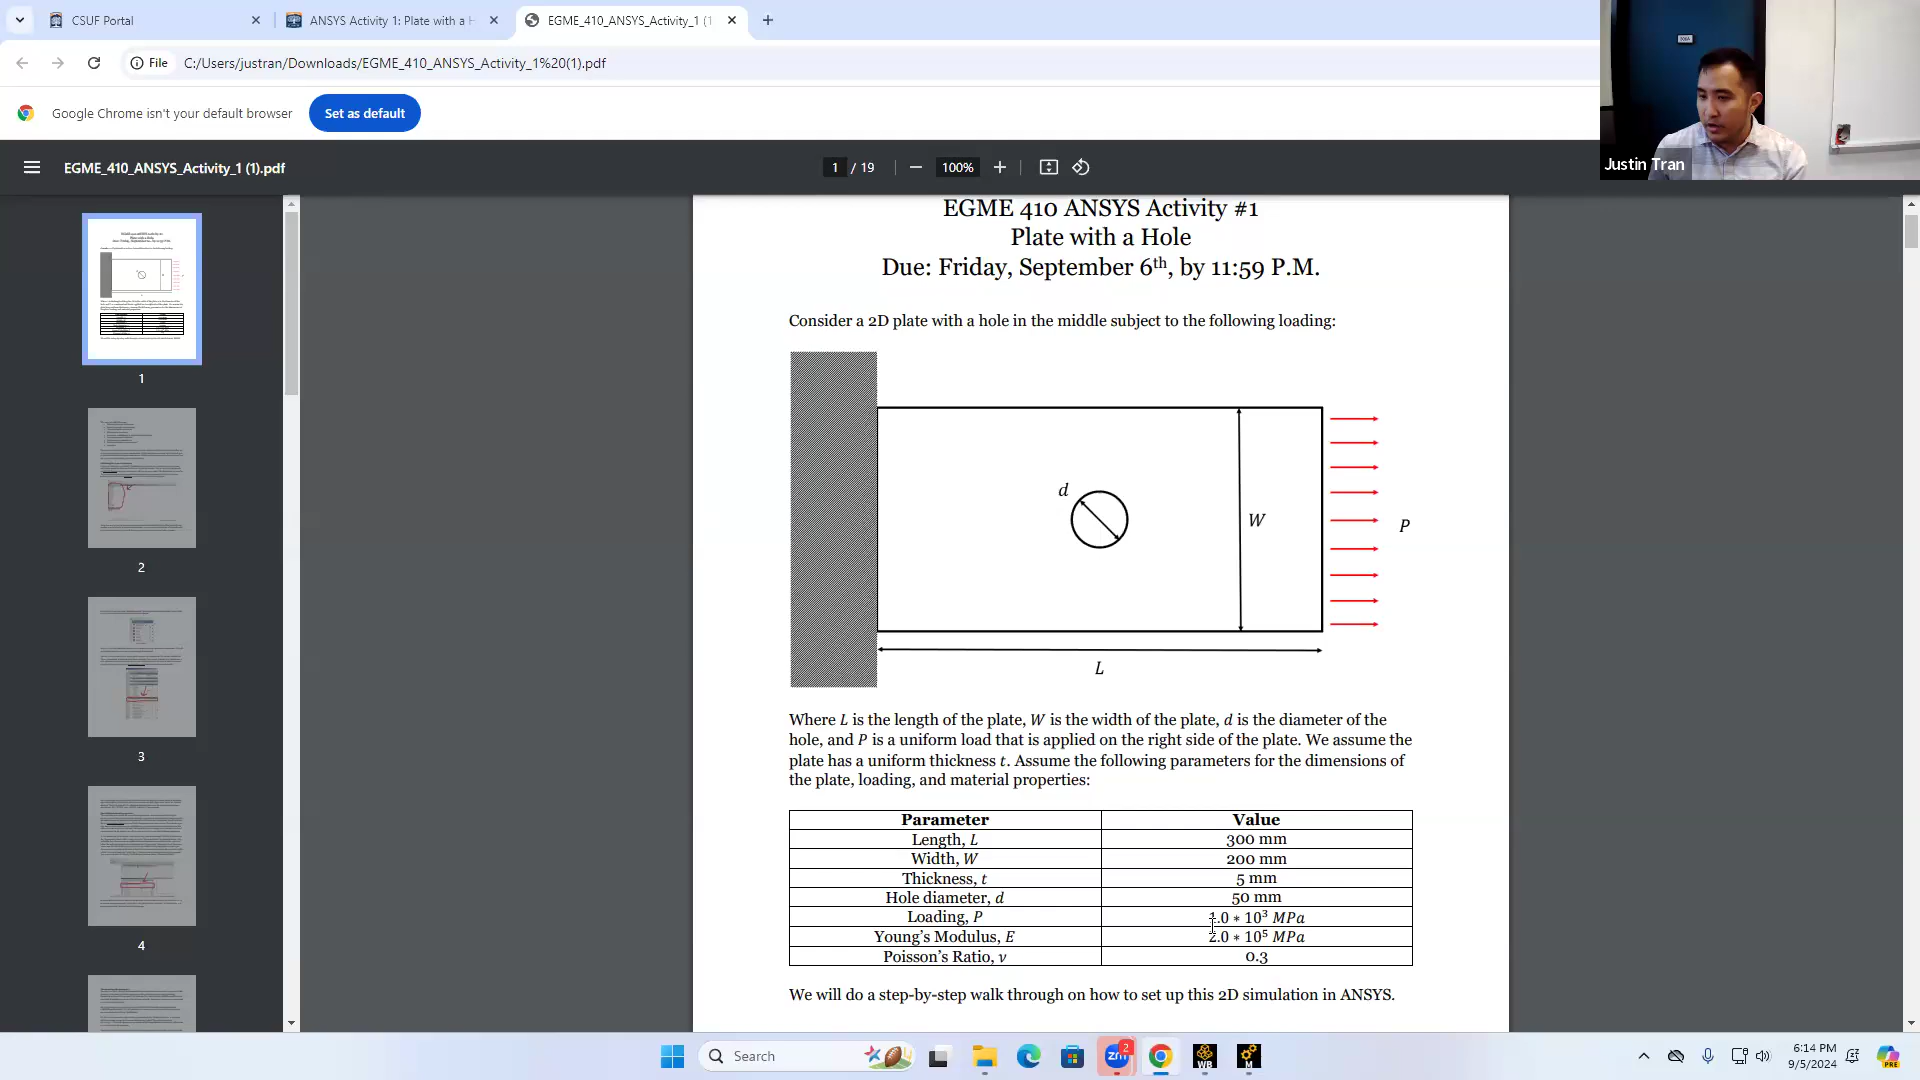 CSUF Portal
ANSYS Activity 1: Plate with a H
EGME_410_ANSYS_Activity_1 (1
File
C:/Users/justran/Downloads/EGME_410_ANSYS_Activity_1%20(1).pdf
Google Chrome isn't your default browser
Set as default
Justin Tran
EGME_410_ANSYS_Activity_1 (1).pdf
1 / 19
100%
EGME 410 ANSYS Activity #1
Plate with a Hole
Due: Friday, September 6th, by 11:59 P.M.
Consider a 2D plate with a hole in the middle subject to the following loading:
d
W
P
L
Where L is the length of the plate, W is the width of the plate, d is the diameter of the
hole, and P is a uniform load that is applied on the right side of the plate. We assume the
plate has a uniform thickness t. Assume the following parameters for the dimensions of
the plate, loading, and material properties:
Parameter Value
Length, L 300 mm
Width, W 200 mm
Thickness, t 5 mm
Hole diameter, d 50 mm
Loading, P 1.0 * 10³ MPa
Young's Modulus, E 2.0 * 10⁵ MPa
Poisson's Ratio, ν 0.3
We will do a step-by-step walk through on how to set up this 2D simulation in ANSYS.
1
2
3
4
Search
zm
2
WB
M
6:14 PM
9/5/2024
PRE